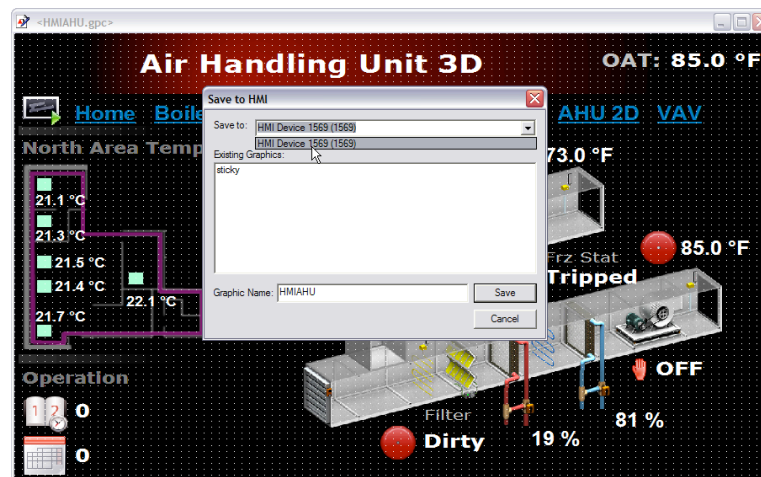 <HMIAHU.gpc>
Air Handling Unit 3D
OAT: 85.0 °F
Home Boile
AHU 2D VAV
North Area Temp
Save to HMI
Save to: HMI Device 1569 (1569)
HMI Device 1569 (1569)
Existing Graphics:
sticky
Graphic Name: HMIAHU
Save
Cancel
73.0 °F
21.1 °C
21.3 °C
21.5 °C
21.4 °C
22.1 °C
21.7 °C
85.0 °F
Frz Stat
Tripped
OFF
Operation
1 2 0
0
Filter
Dirty
19 %
81 %